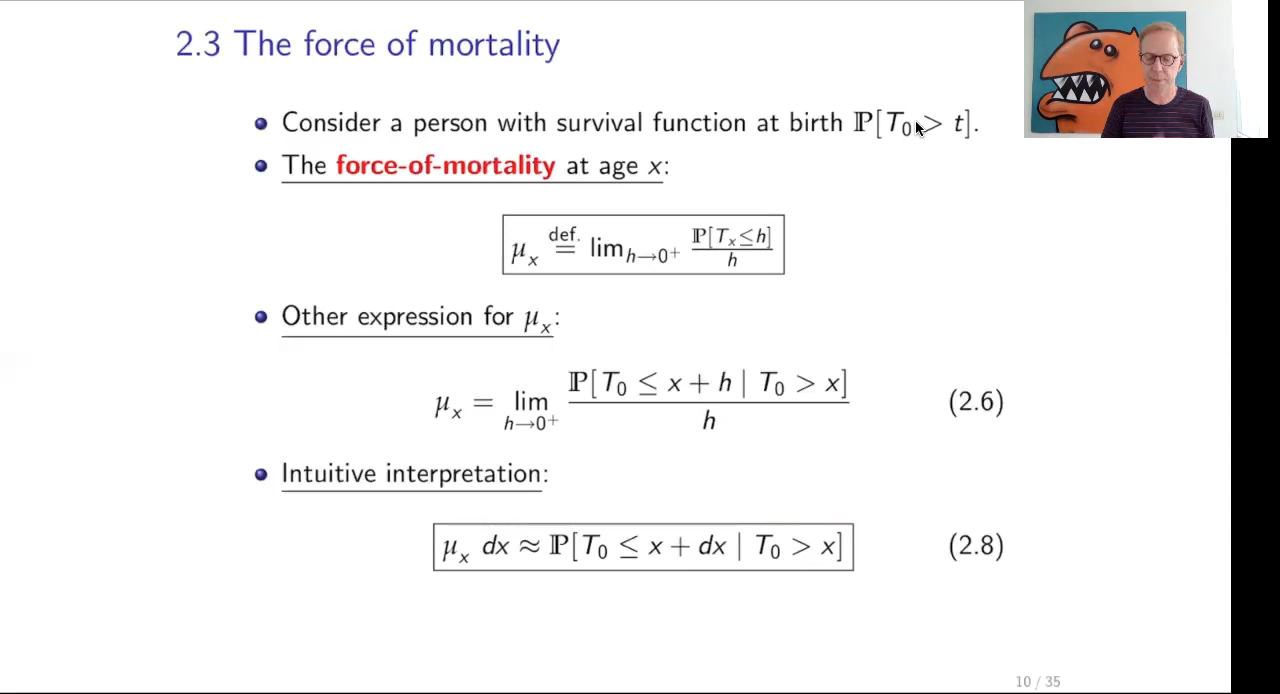 2.3 The force of mortality
Consider a person with survival function at birth ℙ[T₀ > t].
The force-of-mortality at age x:
μₓ def.= lim_{h→0⁺} ℙ[Tₓ≤h] / h
Other expression for μₓ:
μₓ = lim_{h→0⁺} ℙ[T₀ ≤ x + h | T₀ > x] / h (2.6)
Intuitive interpretation:
μₓ dx ≈ ℙ[T₀ ≤ x + dx | T₀ > x] (2.8)
10 / 35